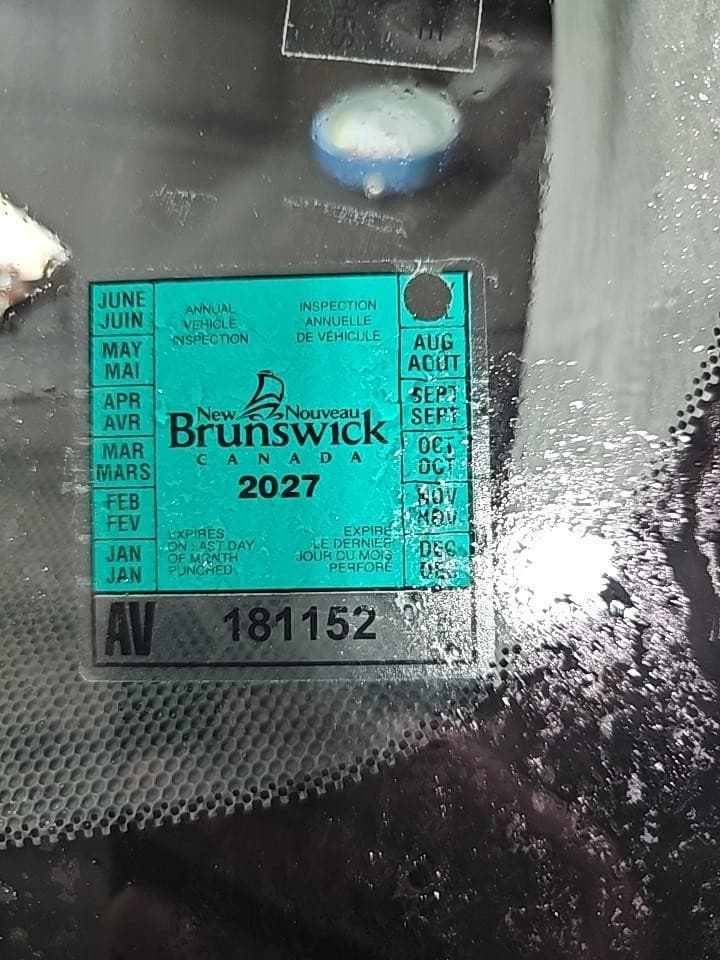 RES
E
JUNE
JUIN
MAY
MAI
APR
AVR
MAR
MARS
FEB
FEV
JAN
JAN
ANNUAL
VEHICLE
INSPECTION
INSPECTION
ANNUELLE
DE VÉHICULE
New Nouveau
Brunswick
CANADA
2027
EXPIRES
ON LAST DAY
OF MONTH
PUNCHED
EXPIRE
LE DERNIER
JOUR DU MOIS
PERFORÉ
AUG
AOUT
SEPT
SEPT
OCT
OCT
NOV
NOV
DEC
DEC
AV 181152